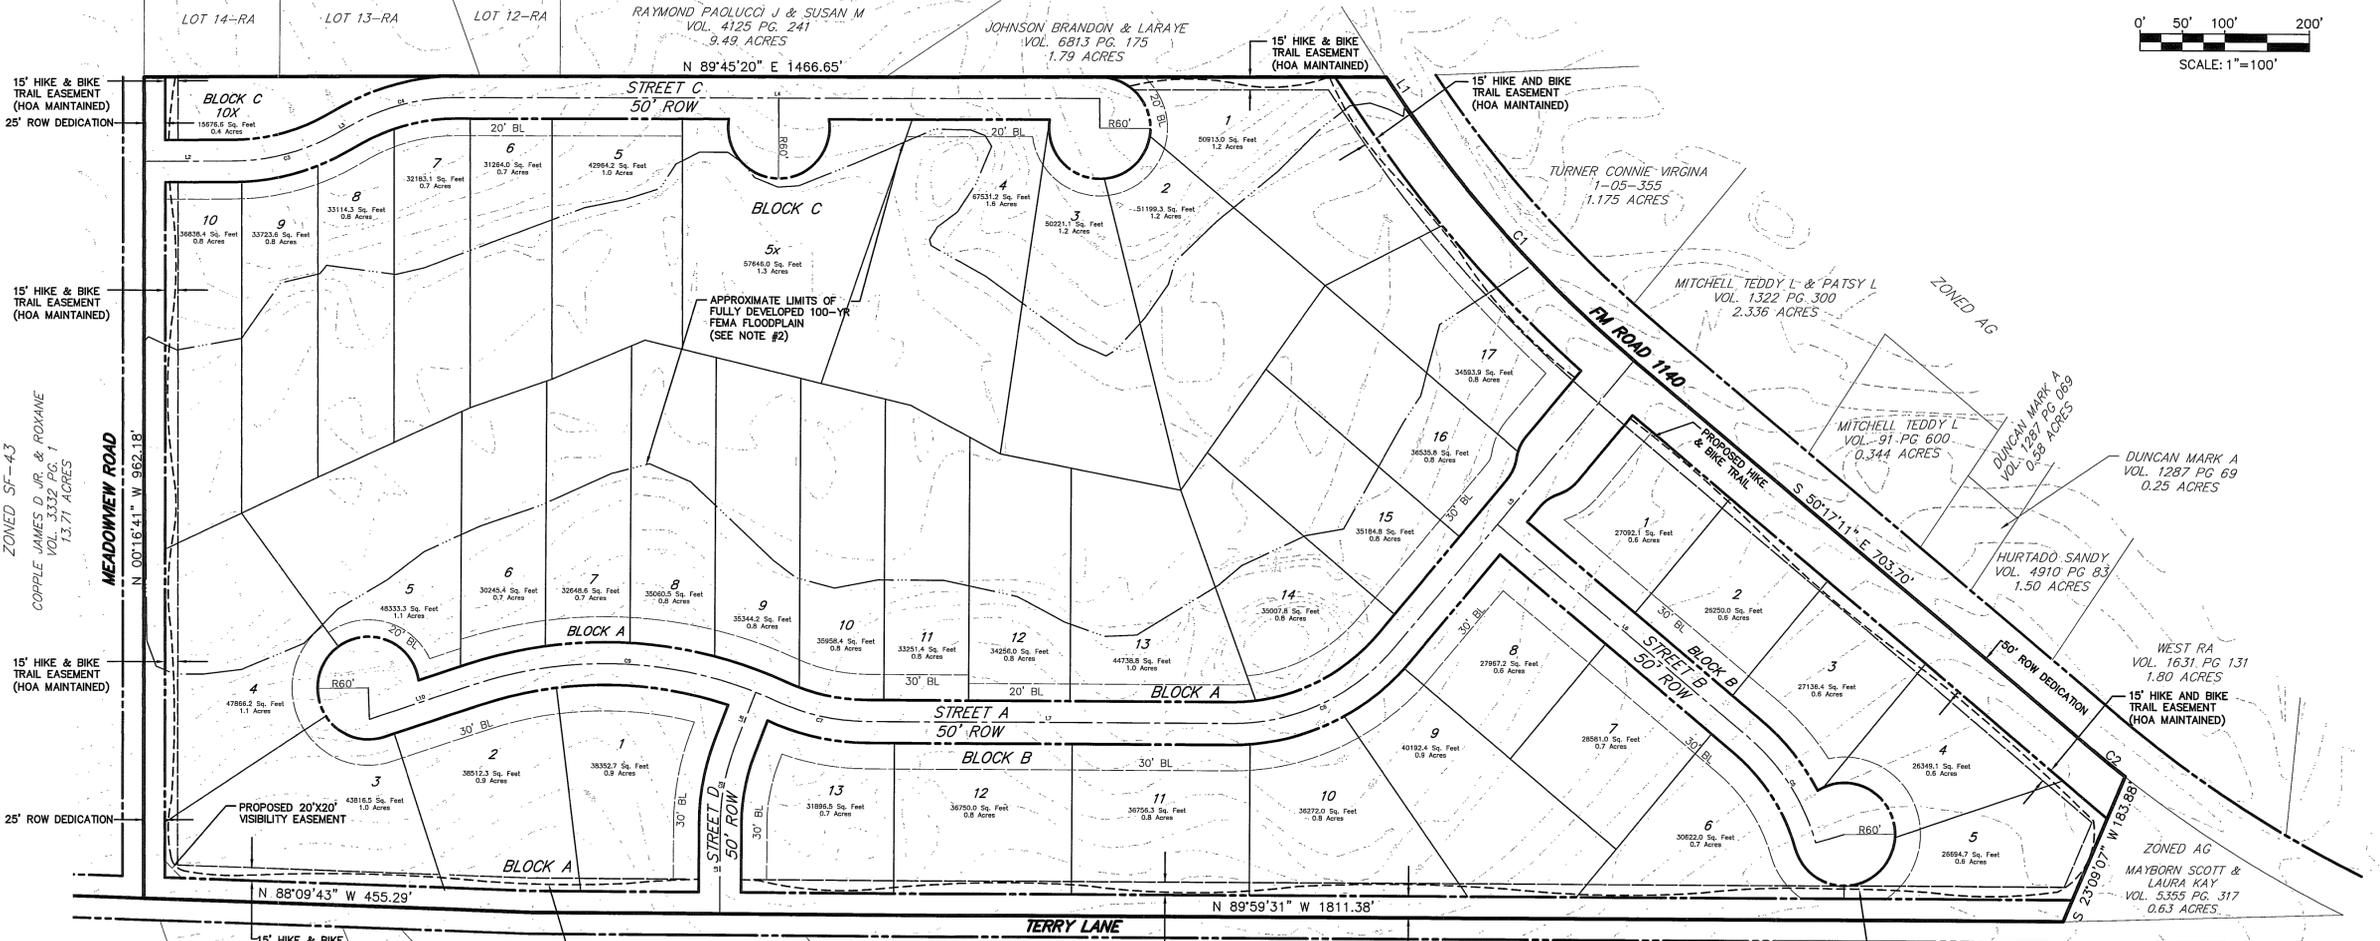 LOT 14-RA
LOT 13-RA
LOT 12-RA
RAYMOND PAOLUCCI J & SUSAN M
VOL. 4125 PG. 241
9.49 ACRES
JOHNSON BRANDON & LARAYE
VOL. 6813 PG. 175
1.79 ACRES
N 89°45'20" E 1466.65'
15' HIKE & BIKE
TRAIL EASEMENT
(HOA MAINTAINED)
15' HIKE AND BIKE
TRAIL EASEMENT
(HOA MAINTAINED)
0' 50' 100' 200'
SCALE: 1"=100'
15' HIKE & BIKE
TRAIL EASEMENT
(HOA MAINTAINED)
25' ROW DEDICATION
BLOCK C
10X
15676.6 Sq. Feet
0.4 Acres
STREET C
50' ROW
L1
L2
C3
L3
C4
L4
R60'
R60'
20' BL
20' BL
20' BL
1
50913.0 Sq. Feet
1.2 Acres
2
51199.3 Sq. Feet
1.2 Acres
3
50221.1 Sq. Feet
1.2 Acres
4
67531.2 Sq. Feet
1.6 Acres
5
42964.2 Sq. Feet
1.0 Acres
6
31264.0 Sq. Feet
0.7 Acres
7
32183.1 Sq. Feet
0.7 Acres
8
33114.3 Sq. Feet
0.8 Acres
9
33723.6 Sq. Feet
0.8 Acres
10
36838.4 Sq. Feet
0.8 Acres
BLOCK C
5x
57646.0 Sq. Feet
1.3 Acres
APPROXIMATE LIMITS OF
FULLY DEVELOPED 100-YR
FEMA FLOODPLAIN
(SEE NOTE #2)
15' HIKE & BIKE
TRAIL EASEMENT
(HOA MAINTAINED)
TURNER CONNIE VIRGINA
1-05-355
1.175 ACRES
C1
MITCHELL TEDDY L & PATSY L
VOL. 1322 PG 300
2.336 ACRES
ZONED AG
FM ROAD 1140
MITCHELL TEDDY L
VOL. 91 PG 600
0.344 ACRES
DUNCAN MARK A
VOL. 1287 PG 069
0.58 ACRES
DUNCAN MARK A
VOL. 1287 PG 69
0.25 ACRES
HURTADO SANDY
VOL. 4910 PG 83
1.50 ACRES
WEST RA
VOL. 1631 PG 131
1.80 ACRES
S 50°17'11" E 703.70'
50' ROW DEDICATION
15' HIKE AND BIKE
TRAIL EASEMENT
(HOA MAINTAINED)
PROPOSED HIKE
& BIKE TRAIL
ZONED SF-43
COPPLE JAMES D JR. & ROXANE
VOL. 3332 PG. 1
13.71 ACRES
MEADOWVIEW ROAD
N 00°16'41" W 962.18'
17
34593.9 Sq. Feet
0.8 Acres
16
36535.8 Sq. Feet
0.8 Acres
15
35184.8 Sq. Feet
0.8 Acres
30' BL
14
35007.8 Sq. Feet
0.8 Acres
13
44738.8 Sq. Feet
1.0 Acres
12
34256.0 Sq. Feet
0.8 Acres
11
33251.4 Sq. Feet
0.8 Acres
10
35958.4 Sq. Feet
0.8 Acres
9
35344.2 Sq. Feet
0.8 Acres
8
35060.5 Sq. Feet
0.8 Acres
7
32648.6 Sq. Feet
0.7 Acres
6
30245.4 Sq. Feet
0.7 Acres
5
48333.3 Sq. Feet
1.1 Acres
20' BL
BLOCK A
30' BL
20' BL
BLOCK A
15' HIKE & BIKE
TRAIL EASEMENT
(HOA MAINTAINED)
4
47866.2 Sq. Feet
1.1 Acres
R60'
L10
C9
C7
L7
STREET A
50' ROW
30' BL
3
43816.5 Sq. Feet
1.0 Acres
2
38512.3 Sq. Feet
0.9 Acres
1
38352.7 Sq. Feet
0.9 Acres
30' BL
BLOCK A
25' ROW DEDICATION
PROPOSED 20'X20'
VISIBILITY EASEMENT
STREET D
50' ROW
BLOCK B
30' BL
30' BL
13
31896.5 Sq. Feet
0.7 Acres
12
36750.0 Sq. Feet
0.8 Acres
11
36756.3 Sq. Feet
0.8 Acres
10
36272.0 Sq. Feet
0.8 Acres
9
40192.4 Sq. Feet
0.9 Acres
8
27967.2 Sq. Feet
0.6 Acres
7
28581.0 Sq. Feet
0.7 Acres
6
30622.0 Sq. Feet
0.7 Acres
30' BL
30' BL
STREET B
50' ROW
BLOCK B
30' BL
1
27092.1 Sq. Feet
0.6 Acres
2
26250.0 Sq. Feet
0.6 Acres
3
27138.4 Sq. Feet
0.6 Acres
4
26349.1 Sq. Feet
0.6 Acres
5
26694.7 Sq. Feet
0.6 Acres
R60'
C2
S 23°09'07" W 183.88'
ZONED AG
MAYBORN SCOTT &
LAURA KAY
VOL. 5355 PG. 317
0.63 ACRES
N 88°09'43" W 455.29'
N 89°59'31" W 1811.38'
TERRY LANE
15' HIKE & BIKE